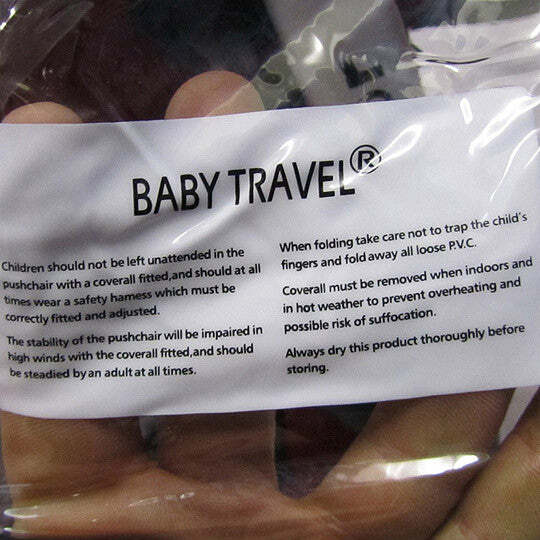 BABY TRAVEL®
Children should not be left unattended in the
pushchair with a coverall fitted,and should at all
times wear a safety harness which must be
correctly fitted and adjusted.
The stability of the pushchair will be impaired in
high winds with the coverall fitted,and should
be steadied by an adult at all times.
When folding take care not to trap the child's
fingers and fold away all loose P.V.C.
Coverall must be removed when indoors and
in hot weather to prevent overheating and
possible risk of suffocation.
Always dry this product thoroughly before
storing.